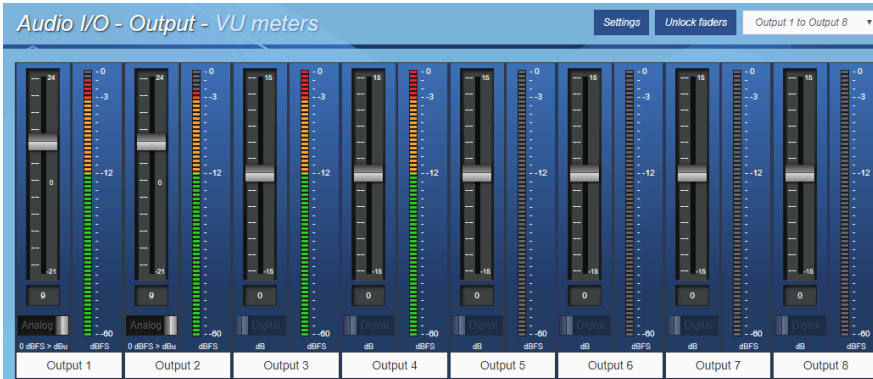 Audio I/O - Output - VU meters
Settings
Unlock faders
Output 1 to Output 8
24 0 -21 -0 --3 --12 --60
24 0 -21 -0 --3 --12 --60
15 -15 -0 --3 --12 --60
15 -15 -0 --3 --12 --60
15 -15 -0 --3 --12 --60
15 -15 -0 --3 --12 --60
15 -15 -0 --3 --12 --60
15 -15 -0 --3 --12 --60
9 9 0 0 0 0 0 0
Analog Analog Digital Digital Digital Digital Digital Digital
0 dBFS > dBu dBFS 0 dBFS > dBu dBFS dB dBFS dB dBFS dB dBFS dB dBFS dB dBFS dB dBFS
Output 1 Output 2 Output 3 Output 4 Output 5 Output 6 Output 7 Output 8